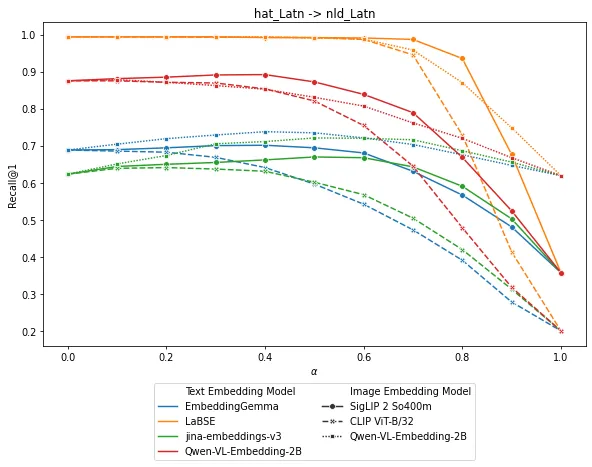 hat_Latn -> nld_Latn
Recall@1
1.0
0.9
0.8
0.7
0.6
0.5
0.4
0.3
0.2
0.0 0.2 0.4 0.6 0.8 1.0
α
Text Embedding Model Image Embedding Model
EmbeddingGemma SigLIP 2 So400m
LaBSE CLIP ViT-B/32
jina-embeddings-v3 Qwen-VL-Embedding-2B
Qwen-VL-Embedding-2B